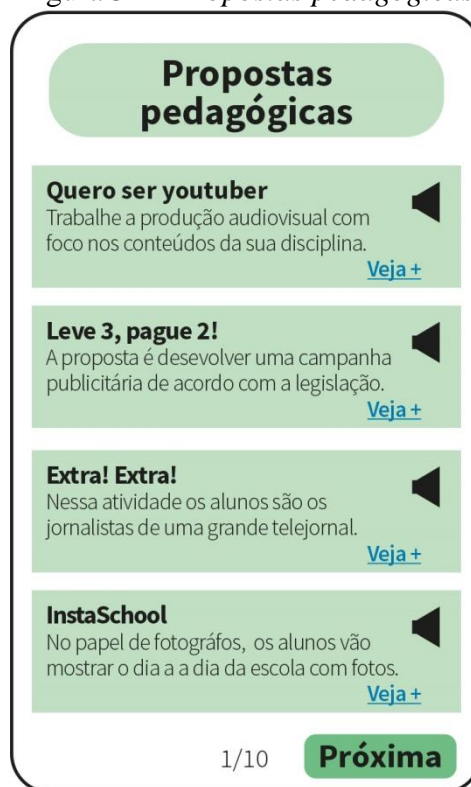 Propostas pedagógicas
Propostas
pedagógicas
Quero ser youtuber
Trabalhe a produção audiovisual com
foco nos conteúdos da sua disciplina.
Veja +
Leve 3, pague 2!
A proposta é desevolver uma campanha
publicitária de acordo com a legislação.
Veja +
Extra! Extra!
Nessa atividade os alunos são os
jornalistas de uma grande telejornal.
Veja +
InstaSchool
No papel de fotográfos, os alunos vão
mostrar o dia a a dia da escola com fotos.
Veja +
1/10 Próxima